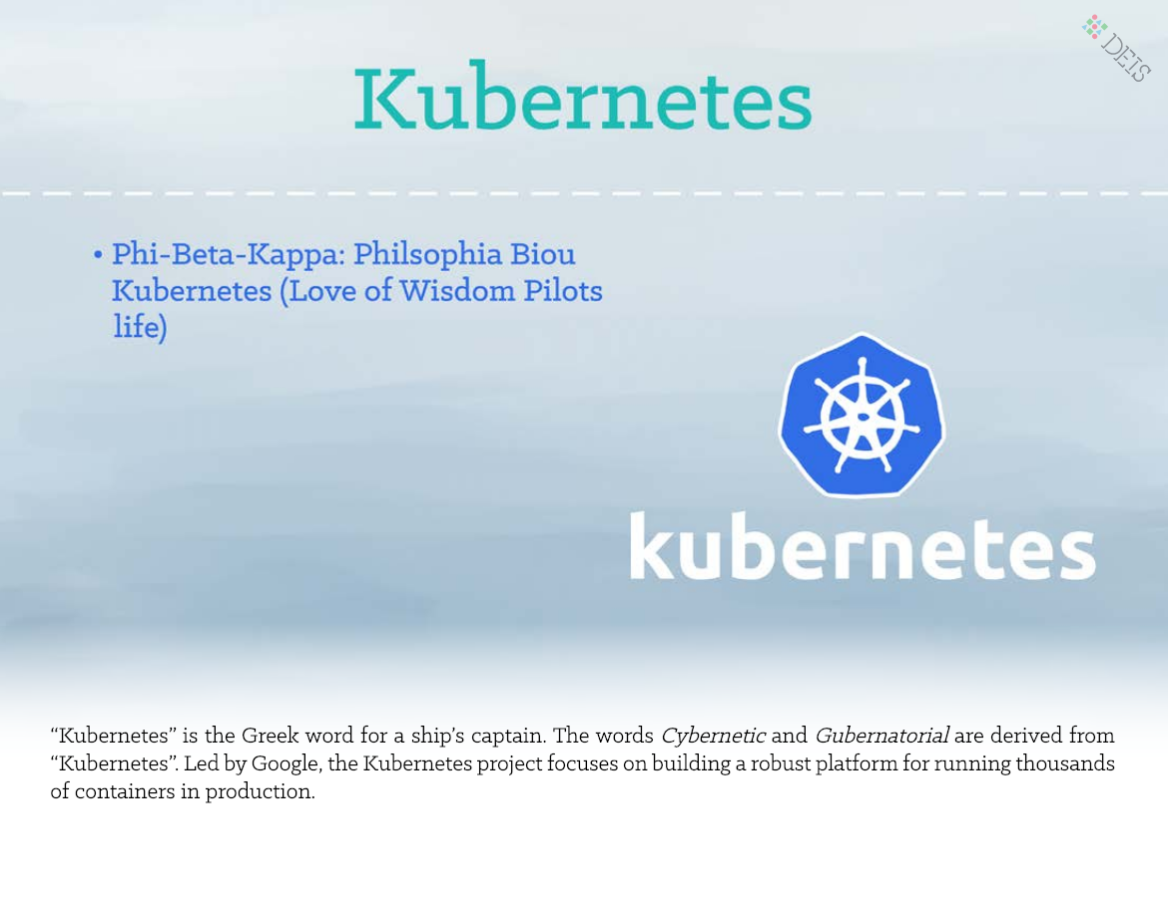 DEIS
Kubernetes
• Phi-Beta-Kappa: Philsophia Biou
Kubernetes (Love of Wisdom Pilots
life)
kubernetes
“Kubernetes” is the Greek word for a ship’s captain. The words Cybernetic and Gubernatorial are derived from
“Kubernetes”. Led by Google, the Kubernetes project focuses on building a robust platform for running thousands
of containers in production.